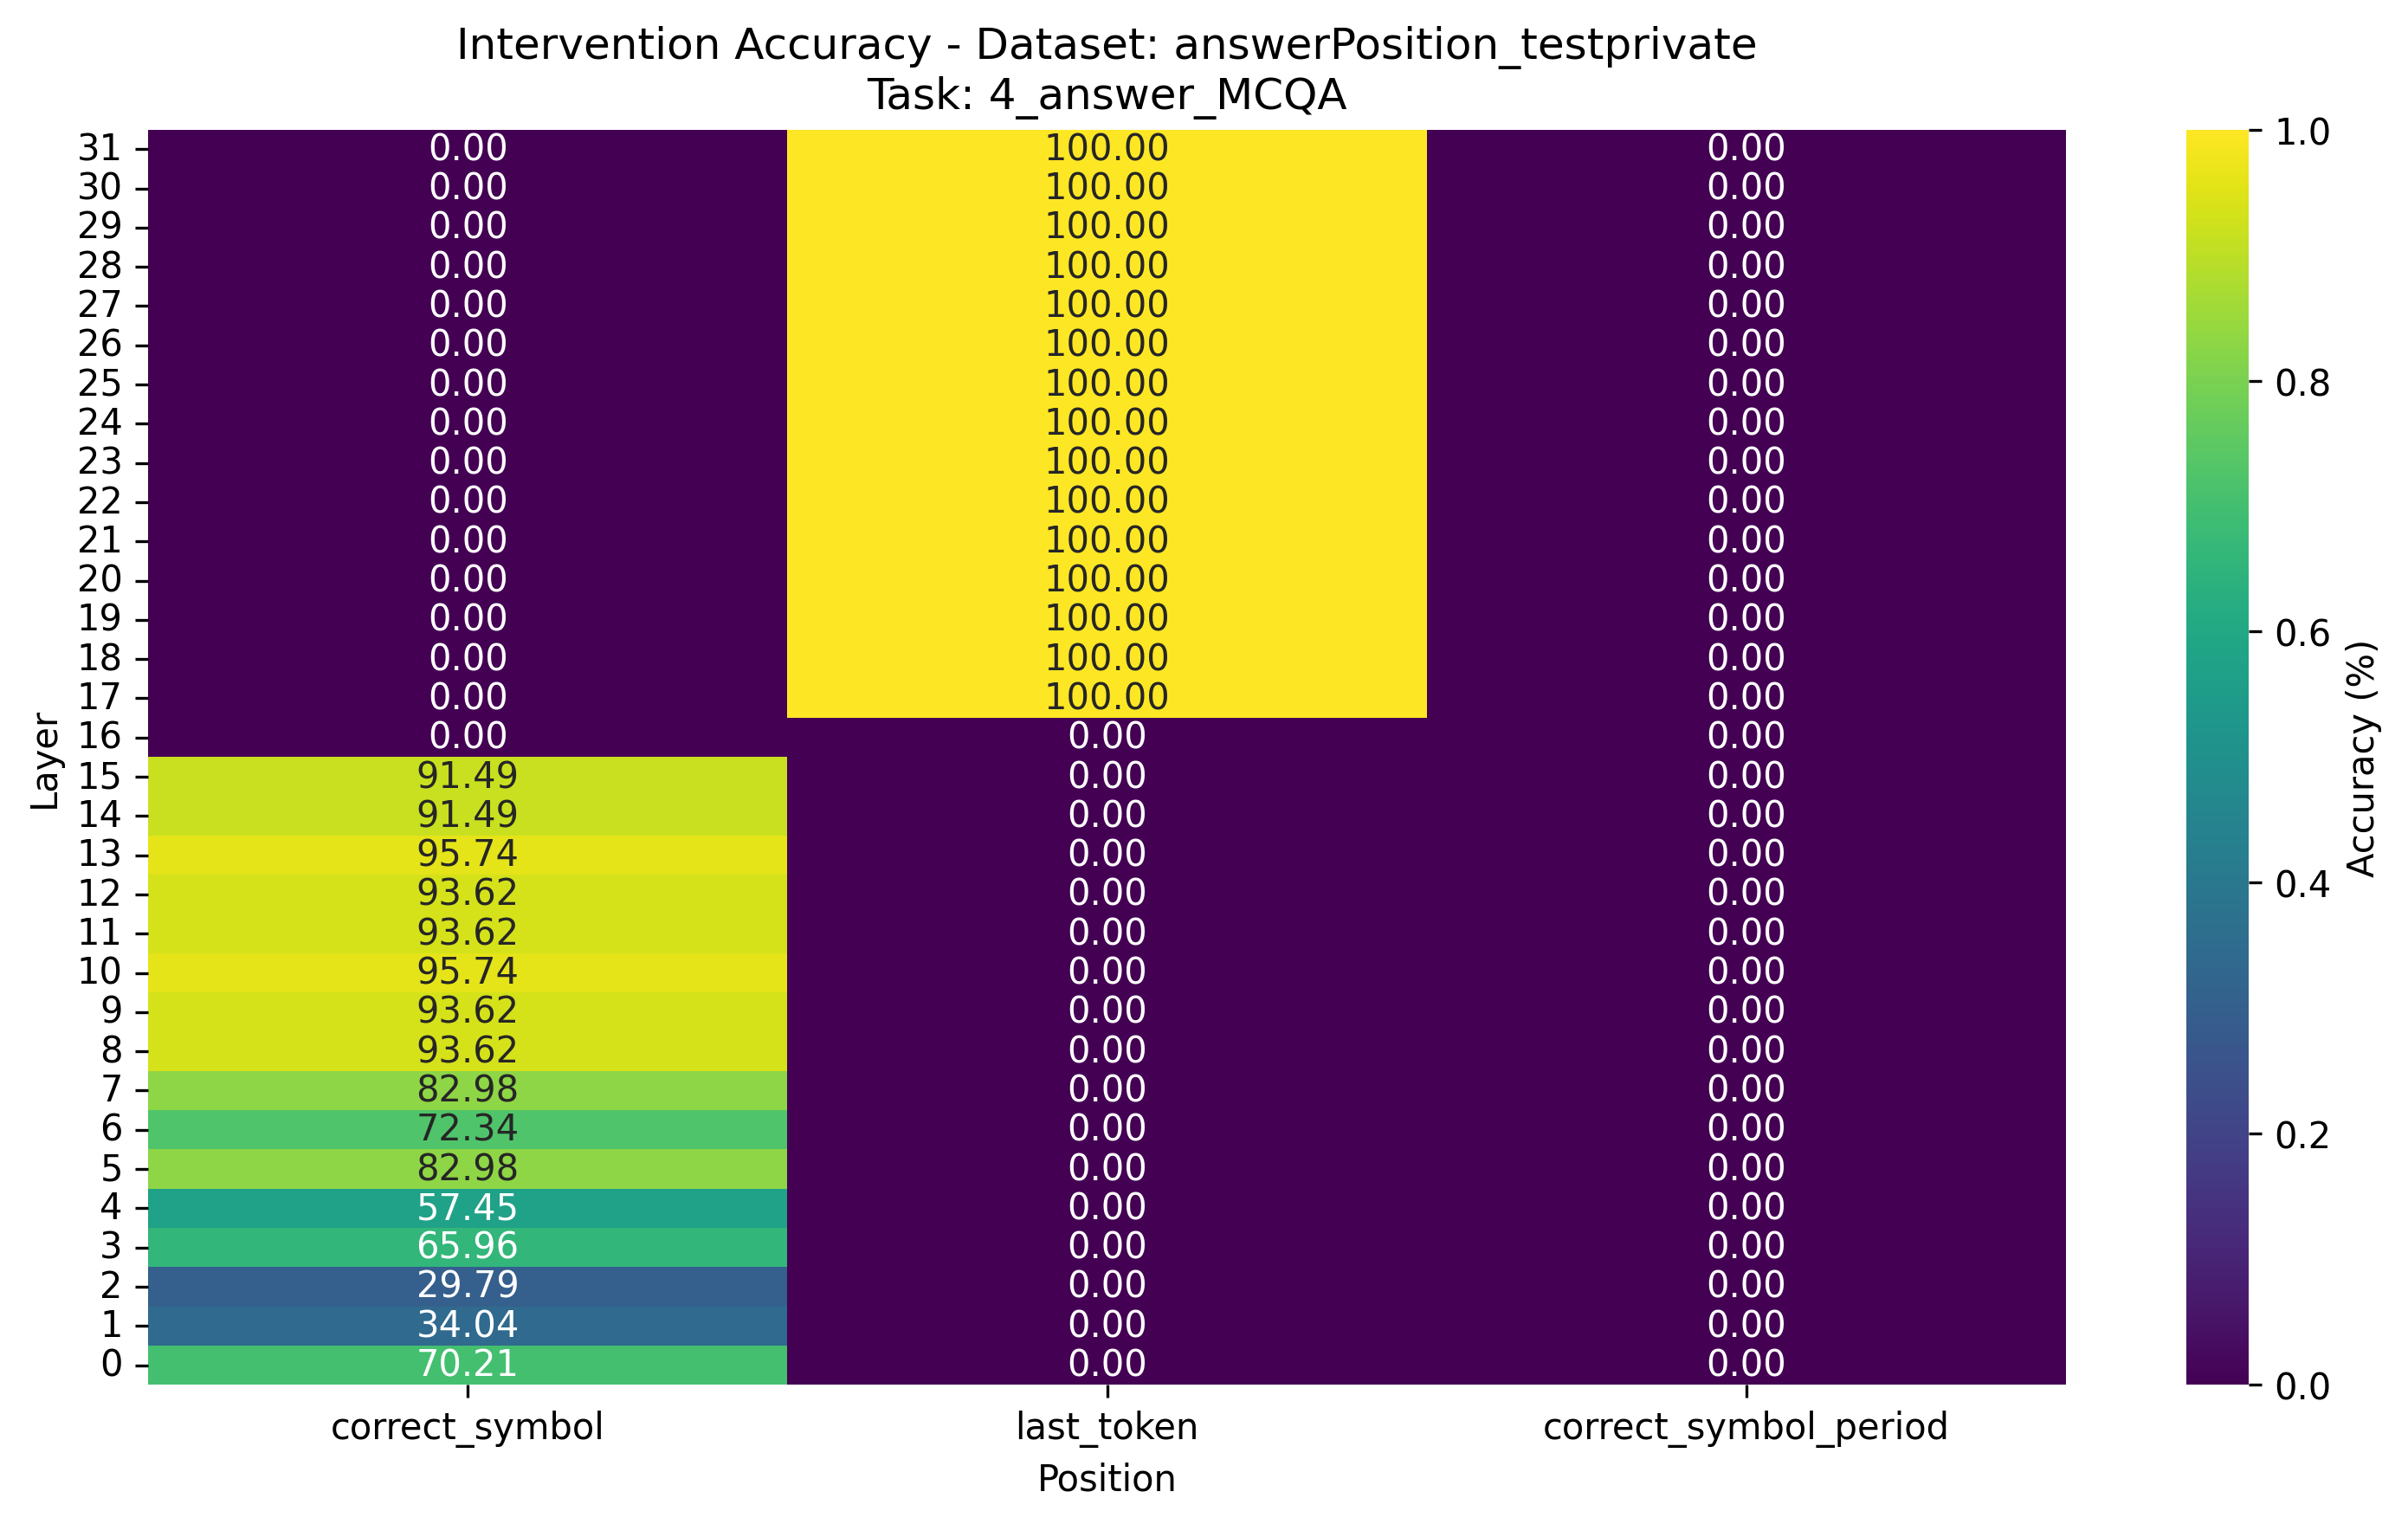 Intervention Accuracy - Dataset: answerPosition_testprivate
Task: 4_answer_MCQA
31 0.00 100.00 0.00
30 0.00 100.00 0.00
29 0.00 100.00 0.00
28 0.00 100.00 0.00
27 0.00 100.00 0.00
26 0.00 100.00 0.00
25 0.00 100.00 0.00
24 0.00 100.00 0.00
23 0.00 100.00 0.00
22 0.00 100.00 0.00
21 0.00 100.00 0.00
20 0.00 100.00 0.00
19 0.00 100.00 0.00
18 0.00 100.00 0.00
17 0.00 100.00 0.00
16 0.00 0.00 0.00
15 91.49 0.00 0.00
14 91.49 0.00 0.00
13 95.74 0.00 0.00
12 93.62 0.00 0.00
11 93.62 0.00 0.00
10 95.74 0.00 0.00
9 93.62 0.00 0.00
8 93.62 0.00 0.00
7 82.98 0.00 0.00
6 72.34 0.00 0.00
5 82.98 0.00 0.00
4 57.45 0.00 0.00
3 65.96 0.00 0.00
2 29.79 0.00 0.00
1 34.04 0.00 0.00
0 70.21 0.00 0.00
correct_symbol last_token correct_symbol_period
Position
Layer
1.0
0.8
0.6
0.4
0.2
0.0
Accuracy (%)